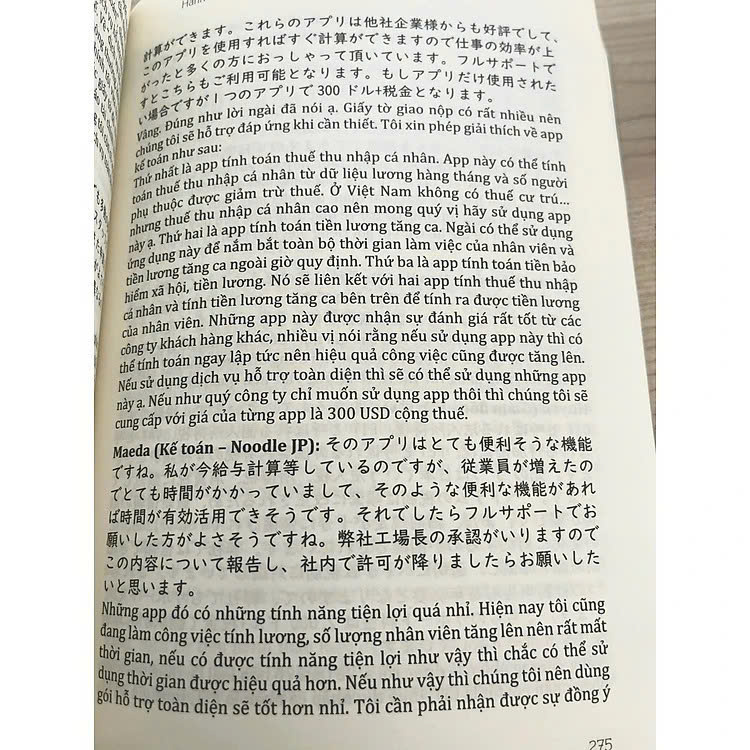 計算ができます。これらのアプリは他社企業様からも好評でして、
このアプリを使用すればすぐ計算ができますので仕事の効率が上
がったと多くの方におっしゃって頂いています。フルサポートで
すとこちらもご利用可能となります。もしアプリだけ使用された
い場合ですが1つのアプリで300 ドル+税金となります。
Vâng. Đúng như lời ngài đã nói ạ. Giấy tờ giao nộp có rất nhiều nên
chúng tôi sẽ hỗ trợ đáp ứng khi cần thiết. Tôi xin phép giải thích về app
kế toán như sau:
Thứ nhất là app tính toán thuế thu nhập cá nhân. App này có thể tính
toán thuế thu nhập cá nhân từ dữ liệu lương hàng tháng và số người
phụ thuộc được giảm trừ thuế. Ở Việt Nam không có thuế cư trú...
nhưng thuế thu nhập cá nhân cao nên mong quý vị hãy sử dụng app
này ạ. Thứ hai là app tính toán tiền lương tăng ca. Ngài có thể sử dụng
ứng dụng này để nắm bắt toàn bộ thời gian làm việc của nhân viên và
tiền lương tăng ca ngoài giờ quy định. Thứ ba là app tính toán tiền bảo
hiểm xã hội, tiền lương. Nó sẽ liên kết với hai app tính thuế thu nhập
cá nhân và tính tiền lương tăng ca bên trên để tính ra được tiền lương
của nhân viên. Những app này được nhận sự đánh giá rất tốt từ các
công ty khách hàng khác, nhiều vị nói rằng nếu sử dụng app này thì có
thể tính toán ngay lập tức nên hiệu quả công việc cũng được tăng lên.
Nếu sử dụng dịch vụ hỗ trợ toàn diện thì sẽ có thể sử dụng những app
này ạ. Nếu như quý công ty chỉ muốn sử dụng app thôi thì chúng tôi sẽ
cung cấp với giá của từng app là 300 USD cộng thuế.
Maeda (Kế toán – Noodle JP): そのアプリはとても便利そうな機能
ですね。私が今給与計算等しているのですが、従業員が増えたの
でとても時間がかかっていまして、そのような便利な機能があれ
ば時間が有効活用できそうです。それでしたらフルサポートでお
願いした方がよさそうですね。弊社工場長の承認がいりますので
この内容について報告し、社内で許可が降りましたらお願いした
いと思います。
Những app đó có những tính năng tiện lợi quá nhỉ. Hiện nay tôi cũng
đang làm công việc tính lương, số lượng nhân viên tăng lên nên rất mất
thời gian, nếu có được tính năng tiện lợi như vậy thì chắc có thể sử
dụng thời gian được hiệu quả hơn. Nếu như vậy thì chúng tôi nên dùng
gói hỗ trợ toàn diện sẽ tốt hơn nhỉ. Tôi cần phải nhận được sự đồng ý
275